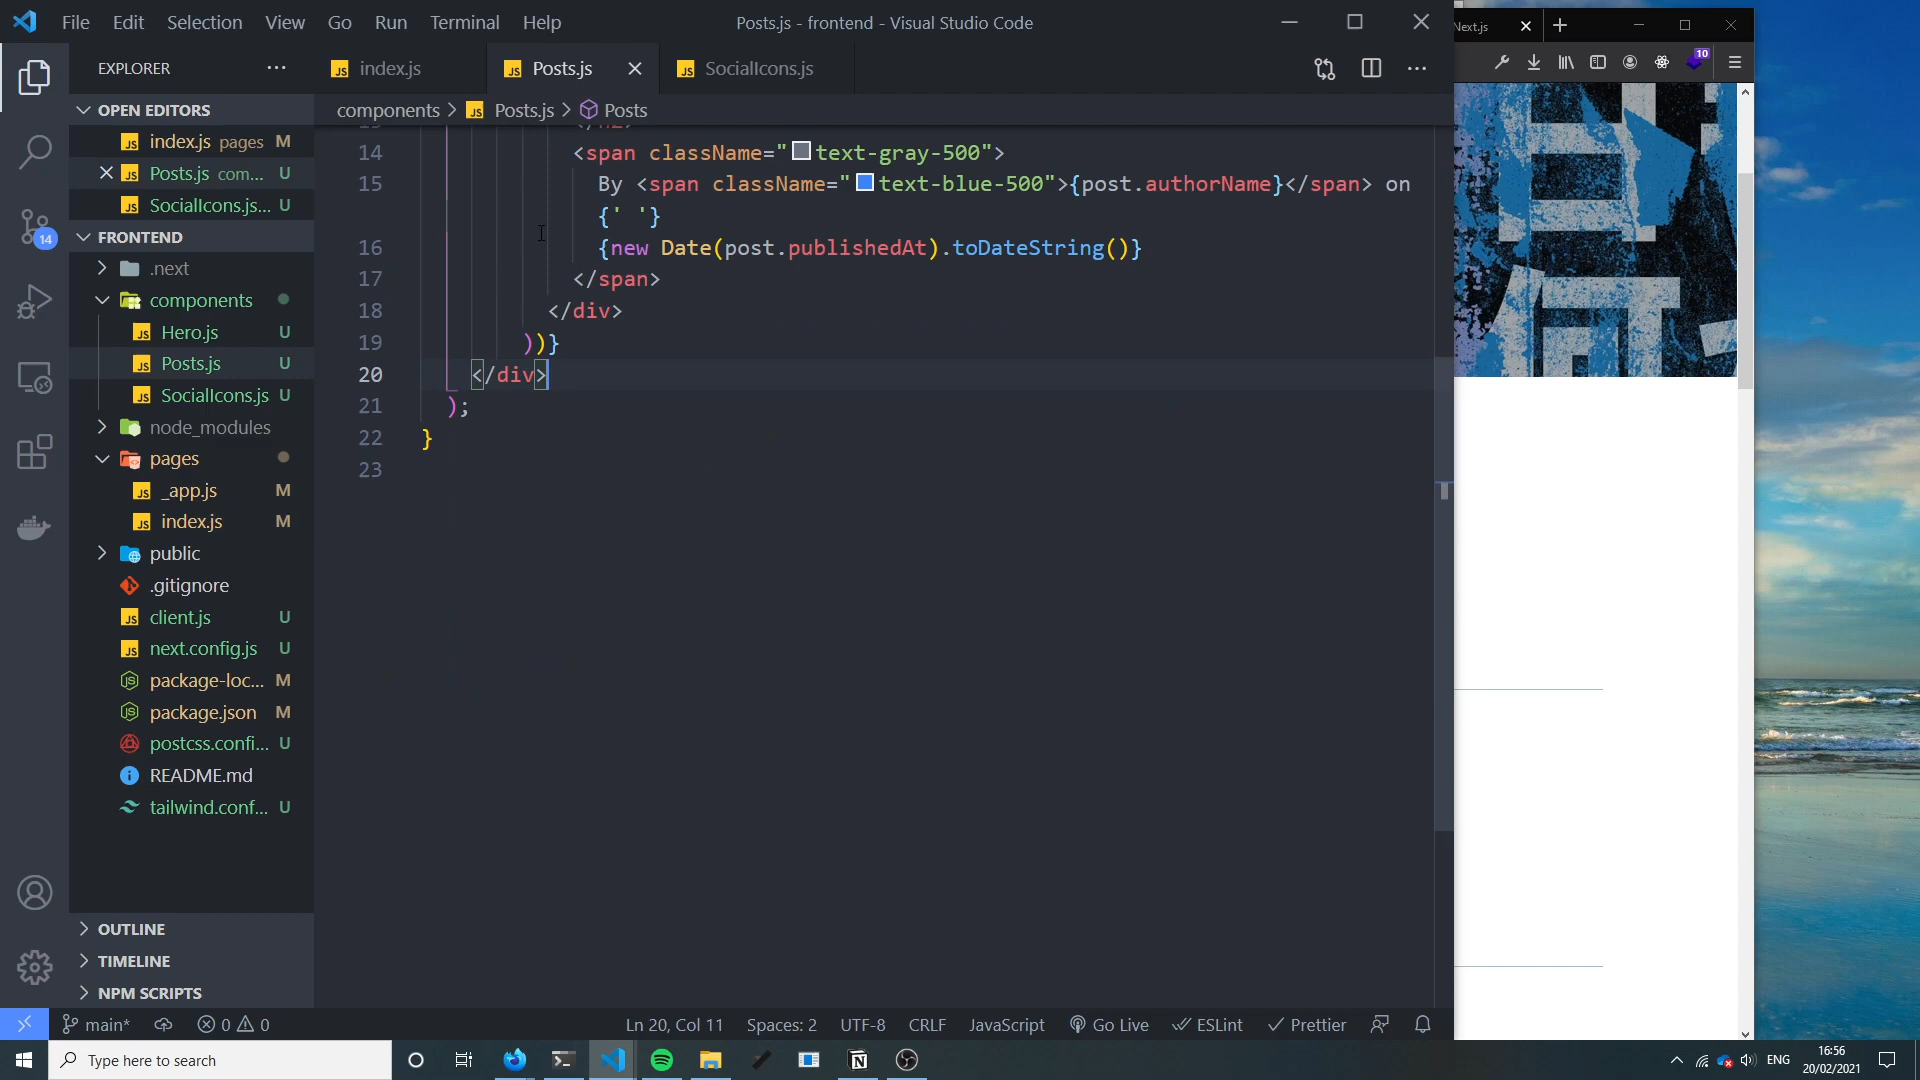 File Edit Selection View Go Run Terminal Help
Posts.js - frontend - Visual Studio Code
Next.js
EXPLORER
index.js
Posts.js
SocialIcons.js
10
OPEN EDITORS
components > Posts.js > Posts
index.js pages M
Posts.js com... U
SocialIcons.js... U
14
FRONTEND
.next
components
Hero.js U
Posts.js U
SocialIcons.js U
node_modules
pages
_app.js M
index.js M
public
.gitignore
client.js U
next.config.js U
package-loc... M
package.json M
postcss.confi... U
README.md
tailwind.conf... U
OUTLINE
TIMELINE
NPM SCRIPTS
14 <span className="text-gray-500">
15 By <span className="text-blue-500">{post.authorName}</span> on
{' '}
16 {new Date(post.publishedAt).toDateString()}
17 </span>
18 </div>
19 ))}
20 </div>
21 );
22 }
23
何
main* 0 0
Ln 20, Col 11 Spaces: 2 UTF-8 CRLF JavaScript Go Live ESLint Prettier
Type here to search
ENG
16:56
20/02/2021